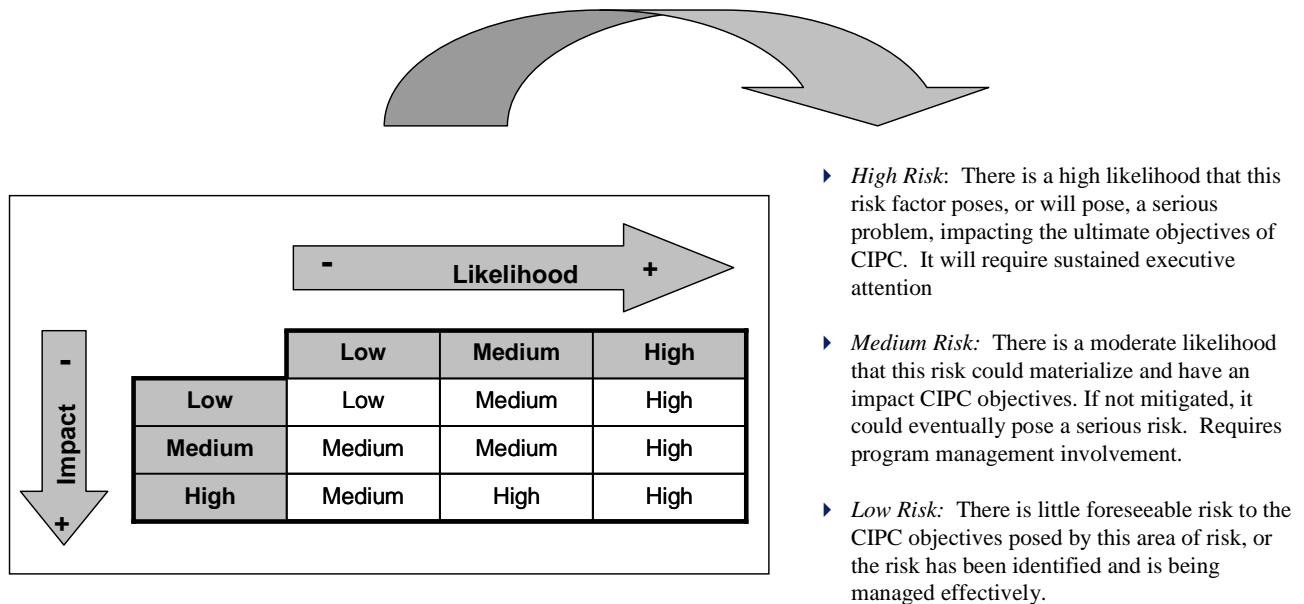 - Likelihood +
- Impact +
Low Medium High
Low Low Medium High
Medium Medium Medium High
High Medium High High
High Risk: There is a high likelihood that this
risk factor poses, or will pose, a serious
problem, impacting the ultimate objectives of
CIPC. It will require sustained executive
attention
Medium Risk: There is a moderate likelihood
that this risk could materialize and have an
impact CIPC objectives. If not mitigated, it
could eventually pose a serious risk. Requires
program management involvement.
Low Risk: There is little foreseeable risk to the
CIPC objectives posed by this area of risk, or
the risk has been identified and is being
managed effectively.